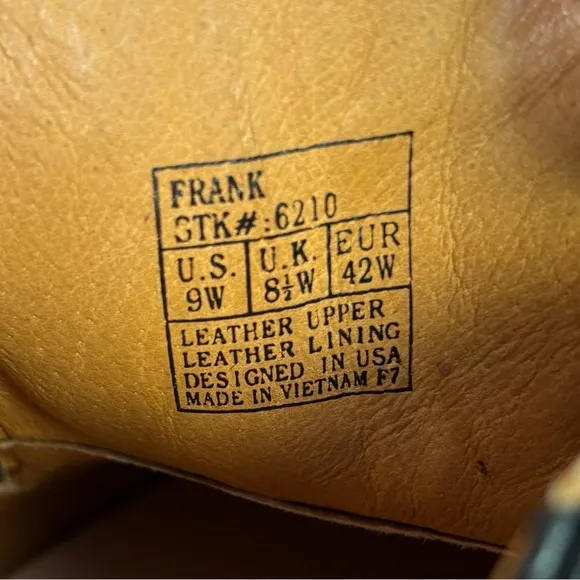 FRANK
STK#:6210
U.S. U.K. EUR
9W 8½W 42W
LEATHER UPPER
LEATHER LINING
DESIGNED IN USA
MADE IN VIETNAM F7